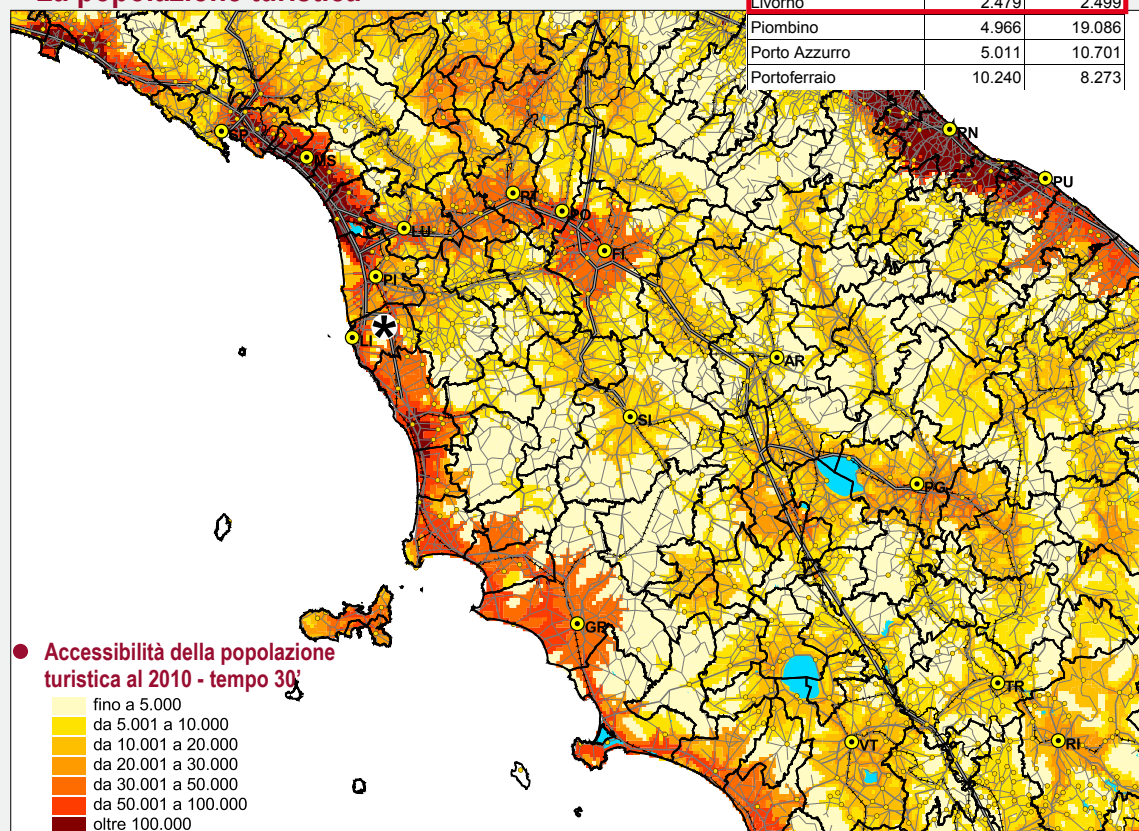 La popolazione turistica
Livorno 2.479 2.499
Piombino 4.966 19.086
Porto Azzurro 5.011 10.701
Portoferraio 10.240 8.273
RN
SP
MS
PU
PT
PO
LU
FI
AN
PI
*
LI
AR
SI
PG
GR
● Accessibilità della popolazione
turistica al 2010 - tempo 30'
TR
fino a 5.000
da 5.001 a 10.000
VT
RI
da 10.001 a 20.000
da 20.001 a 30.000
da 30.001 a 50.000
da 50.001 a 100.000
oltre 100.000